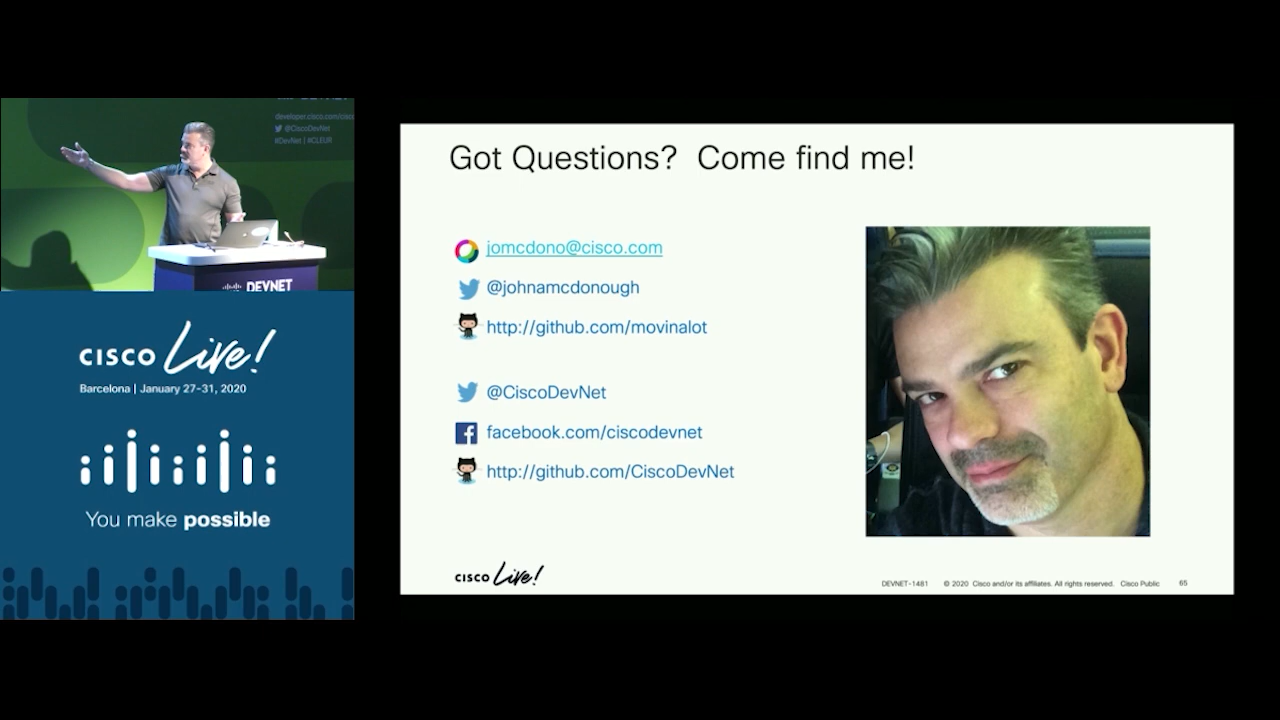 developer.cisco.com/cisco
@CiscoDevNet
#DevNet | #CLEUR
DEVNET
CISCO Live!
Barcelona | January 27-31, 2020
You make possible
Got Questions? Come find me!
jomcdono@cisco.com
@johnamcdonough
http://github.com/movinalot
@CiscoDevNet
facebook.com/ciscodevnet
http://github.com/CiscoDevNet
CISCO Live!
DEVNET-1481 © 2020 Cisco and/or its affiliates. All rights reserved. Cisco Public 65